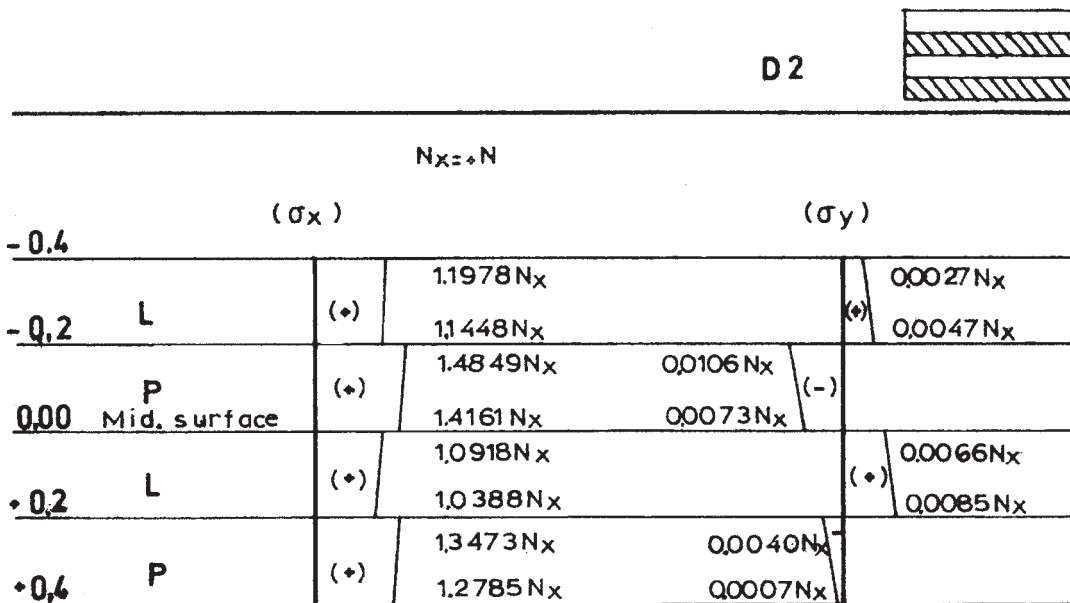 D2
Nx=+N
(σx) (σy)
-0.4
1.1978Nx 0,0027Nx
L (+) (+)
-0,2 1,1448Nx 0,0047Nx
1.4849Nx 0,0106Nx
P (+) (-)
0,00 Mid. surface 1.4161Nx 0,0073Nx
1,0918Nx 0,0066Nx
L (+) (+)
+0,2 1,0388Nx 0,0085Nx
1,3473Nx 0,0040Nx
P (+) -
+0,4 1.2785Nx 0,0007Nx